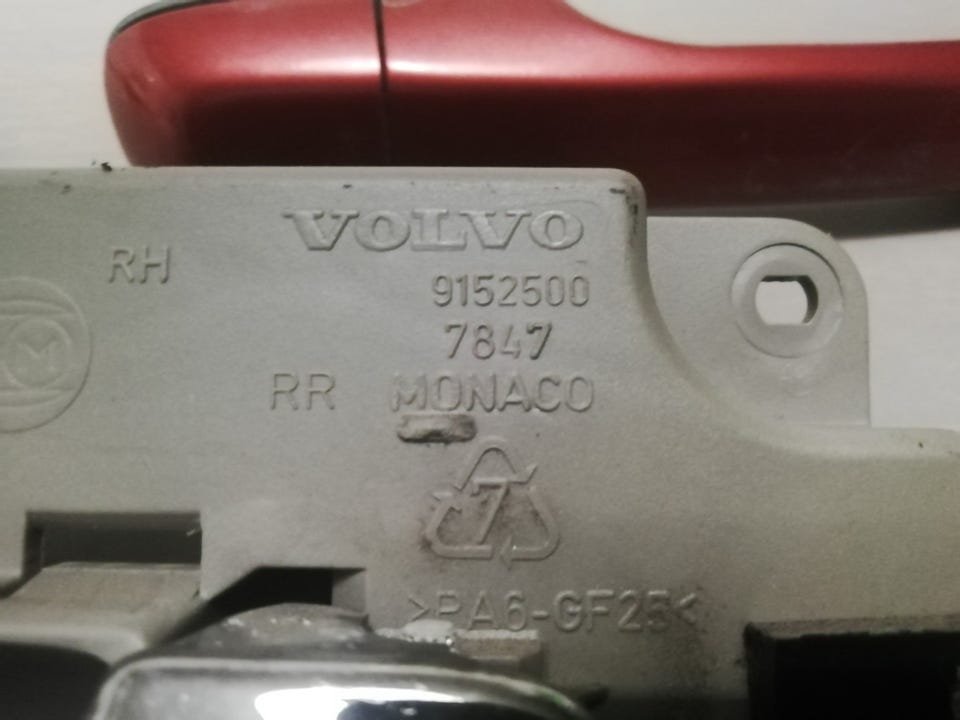 VOLVO
RH
9152500
7847
RR MONACO
M
7
>PA6-GF25<